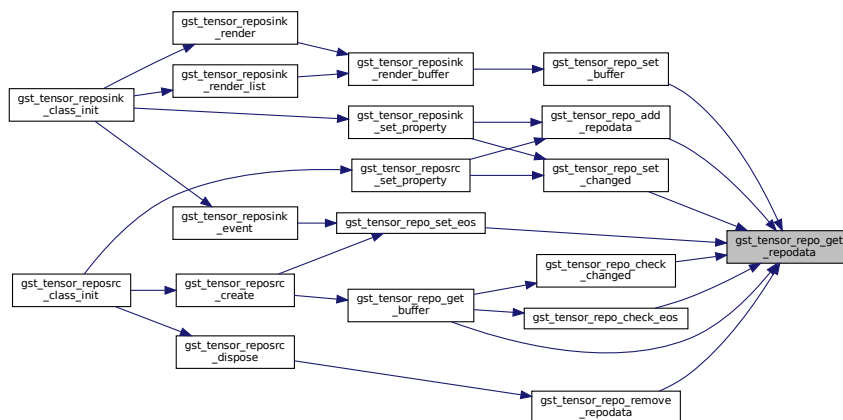 gst_tensor_reposink
_render
gst_tensor_reposink
_render_list
gst_tensor_reposink
_class_init
gst_tensor_reposink
_render_buffer
gst_tensor_repo_set
_buffer
gst_tensor_reposink
_set_property
gst_tensor_repo_add
_repodata
gst_tensor_reposrc
_set_property
gst_tensor_repo_set
_changed
gst_tensor_reposink
_event
gst_tensor_repo_set_eos
gst_tensor_repo_get
_repodata
gst_tensor_reposrc
_class_init
gst_tensor_reposrc
_create
gst_tensor_repo_get
_buffer
gst_tensor_repo_check
_changed
gst_tensor_repo_check_eos
gst_tensor_reposrc
_dispose
gst_tensor_repo_remove
_repodata